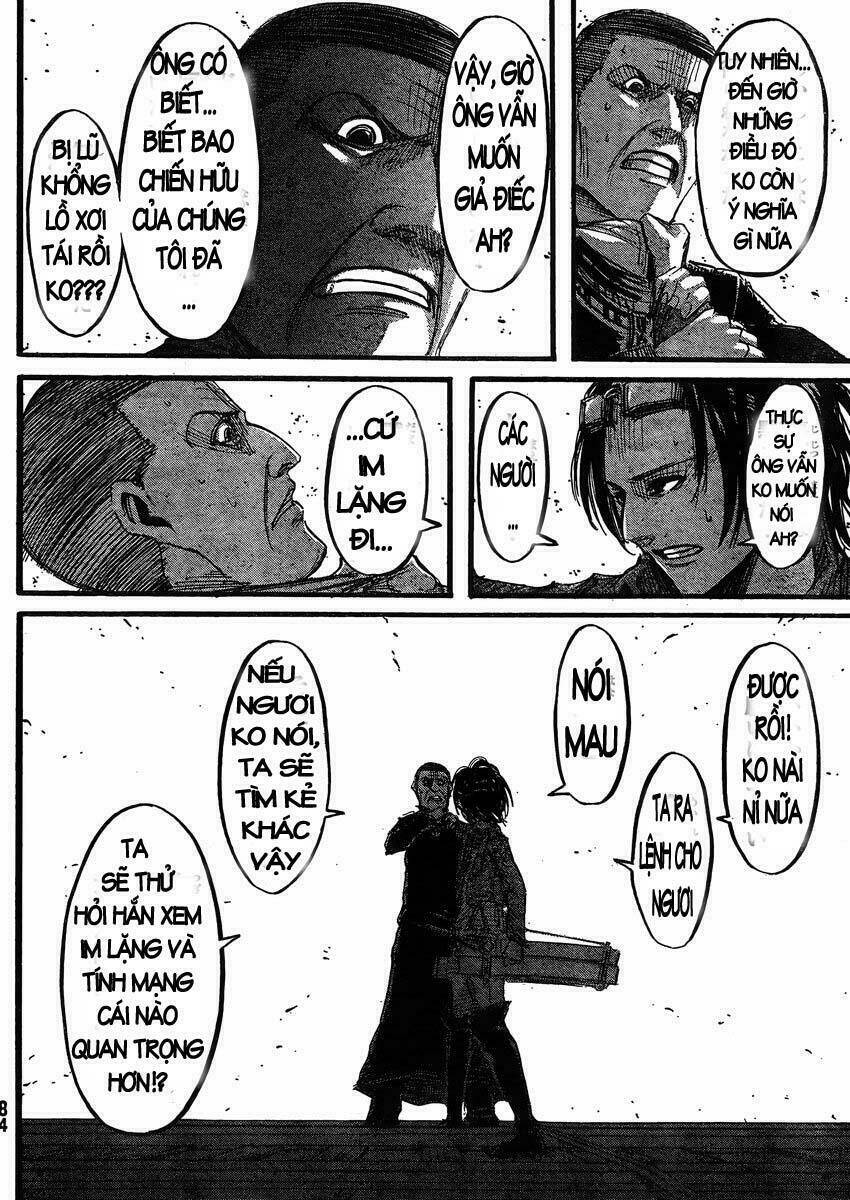 TUY NHIÊN...
ĐẾN GIỜ
NHỮNG
ĐIỀU ĐÓ
KO CÒN
Ý NGHĨA
GÌ NỮA
VẬY, GIỜ
ÔNG VẪN
MUỐN
GIẢ ĐIẾC
AH?
ÔNG CÓ
BIẾT...
BIẾT BAO
CHIẾN HỮU
CỦA CHÚNG
TÔI ĐÃ
...
BỊ LŨ
KHỔNG
LỒ XƠI
TÁI RỒI
KO???
THỰC
SỰ
ÔNG VẪN
KO MUỐN
NÓI
AH?
CÁC
NGƯỜI
...
...CỨ
IM
LẶNG
ĐI...
ĐƯỢC
RỒI!
KO NÀI
NỈ NỮA
TA RA
LỆNH CHO
NGƯƠI
NÓI
MAU
NẾU
NGƯƠI
KO NÓI,
TA SẼ
TÌM KẺ
KHÁC
VẬY
TA
SẼ THỬ
HỎI HẮN XEM
IM LẶNG VÀ
TÍNH MẠNG
CÁI NÀO
QUAN TRỌNG
HƠN!?
84